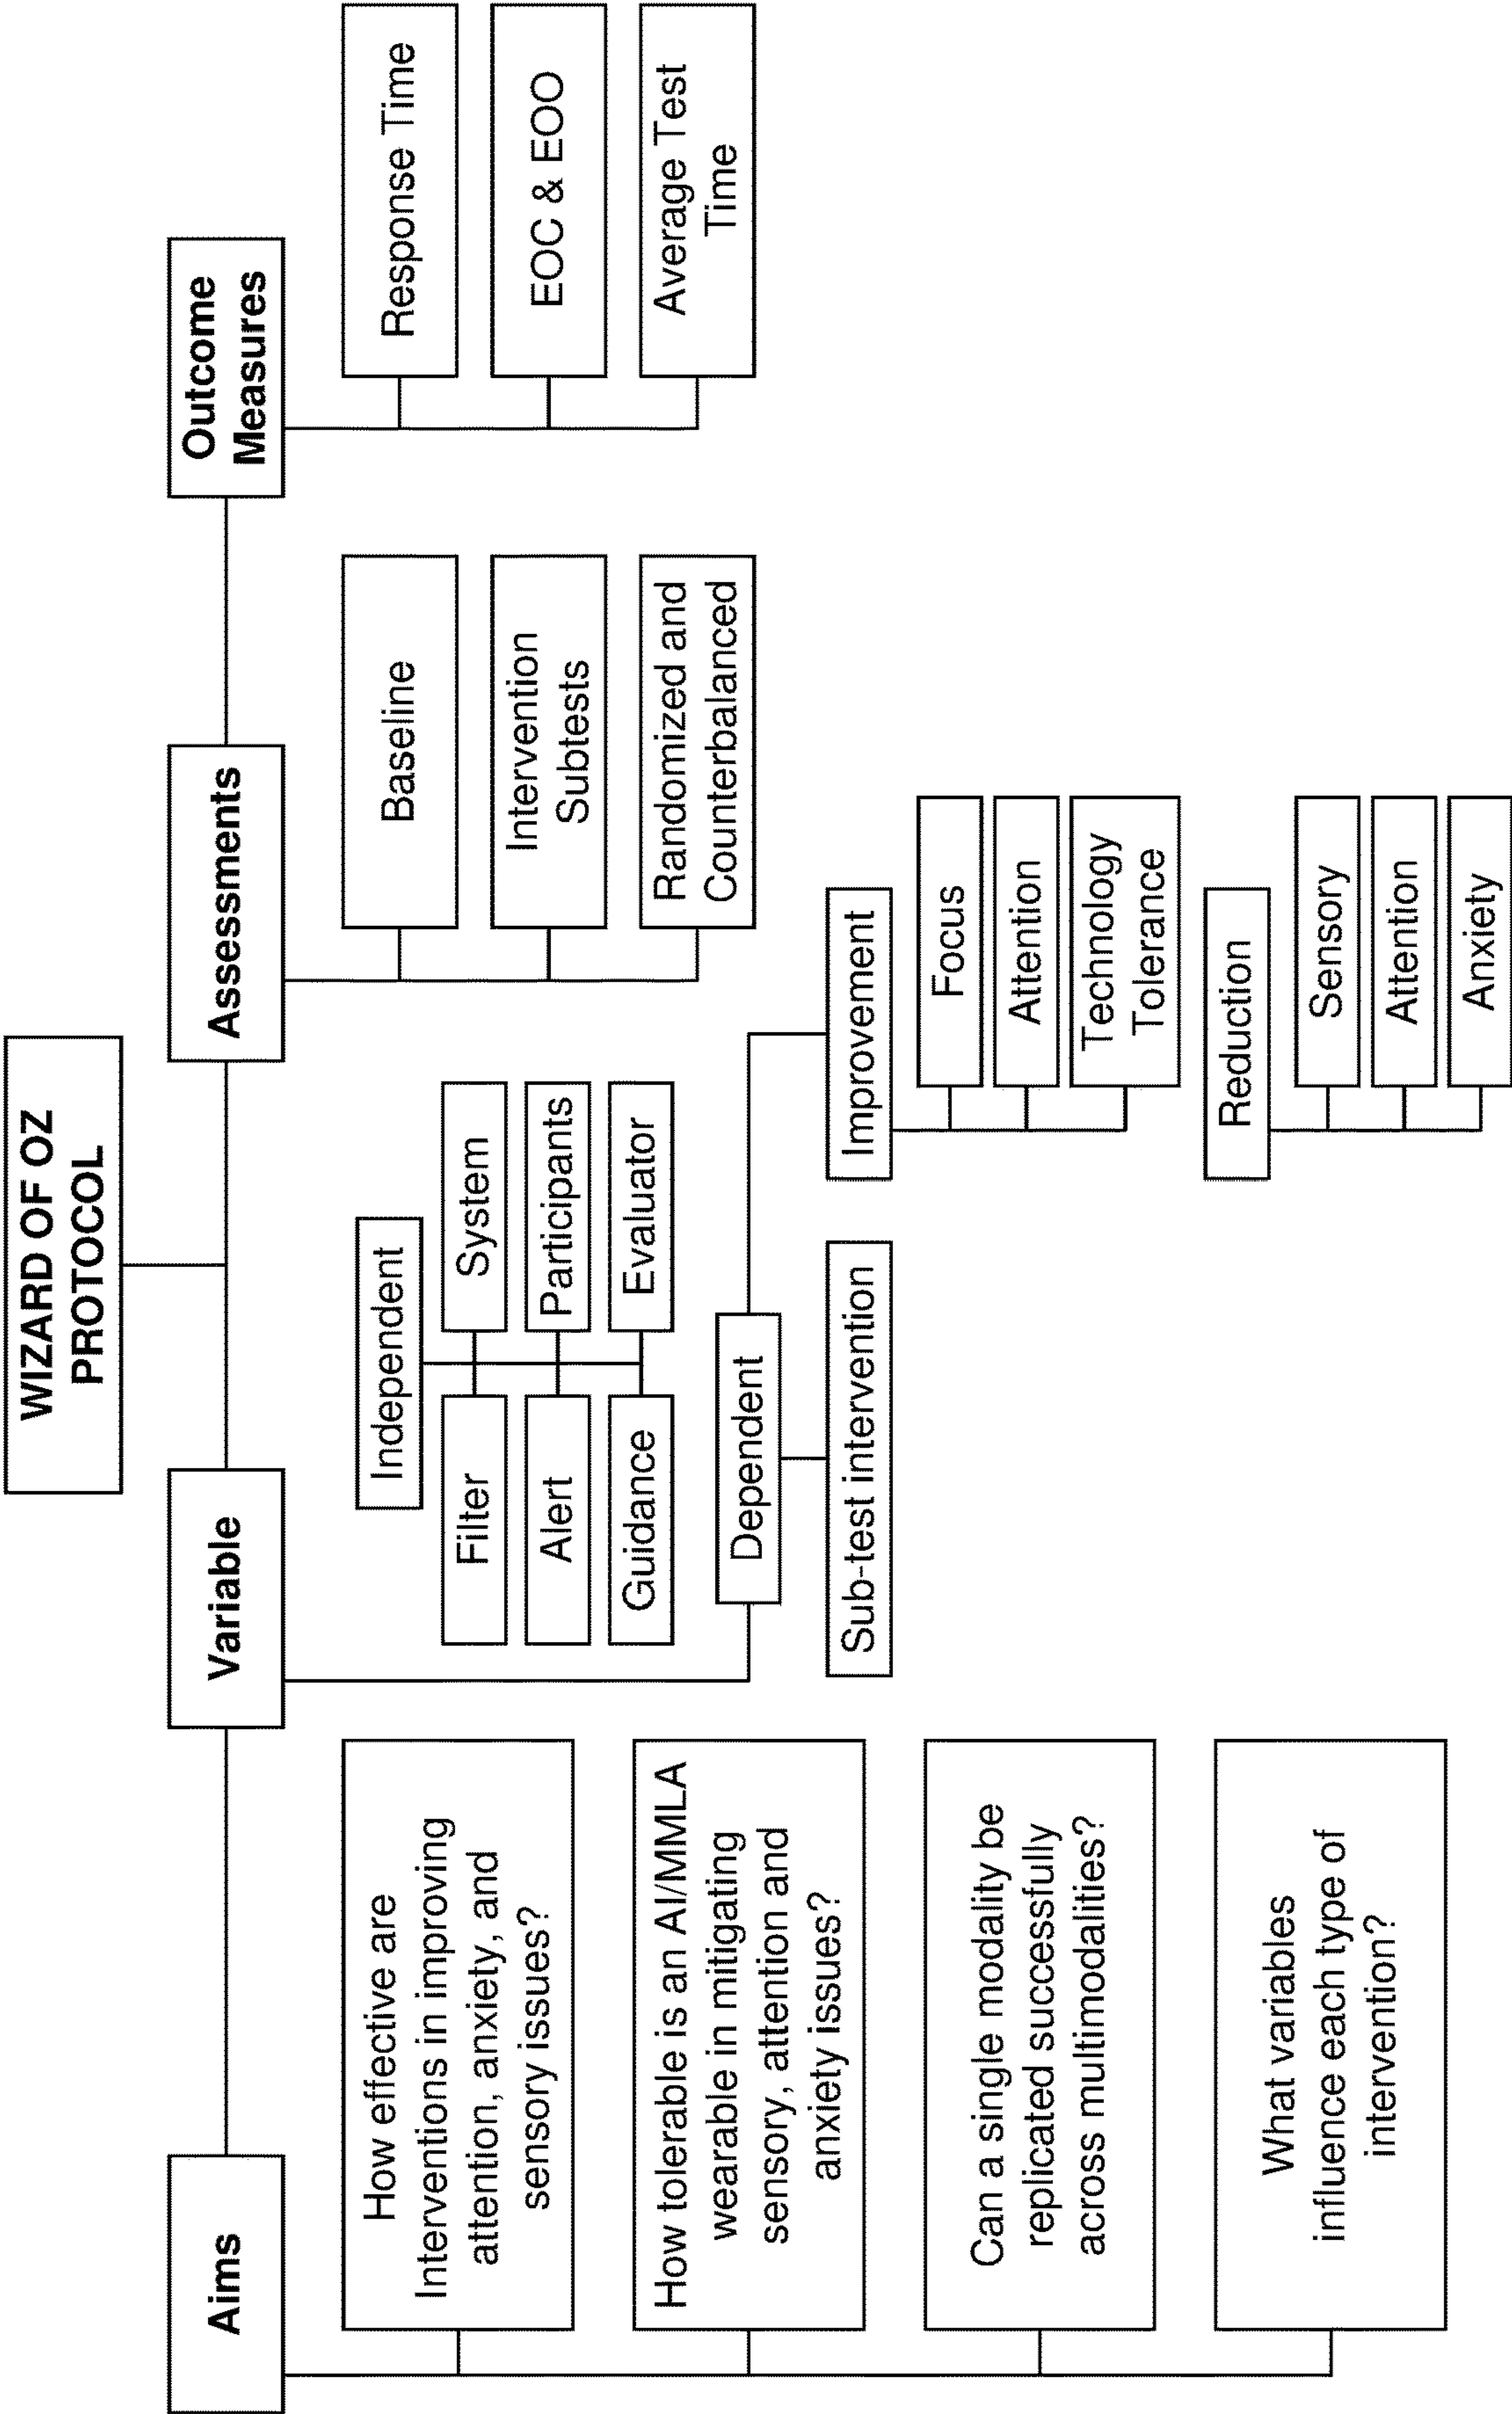 WIZARD OF OZ
PROTOCOL
Aims
How effective are
Interventions in improving
attention, anxiety, and
sensory issues?
How tolerable is an AI/MMLA
wearable in mitigating
sensory, attention and
anxiety issues?
Can a single modality be
replicated successfully
across multimodalities?
What variables
influence each type of
intervention?
Variable
Independent
Filter
System
Alert
Participants
Guidance
Evaluator
Dependent
Sub-test intervention
Improvement
Focus
Attention
Technology
Tolerance
Reduction
Sensory
Attention
Anxiety
Assessments
Baseline
Intervention
Subtests
Randomized and
Counterbalanced
Outcome
Measures
Response Time
EOC & EOO
Average Test
Time